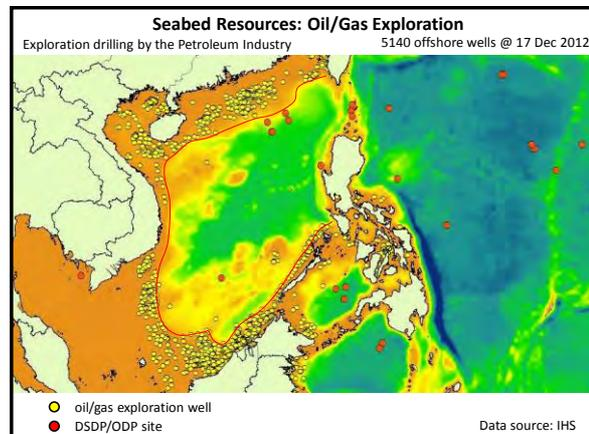 Seabed Resources: Oil/Gas Exploration
Exploration drilling by the Petroleum Industry
5140 offshore wells @ 17 Dec 2012
oil/gas exploration well
DSDP/ODP site
Data source: IHS